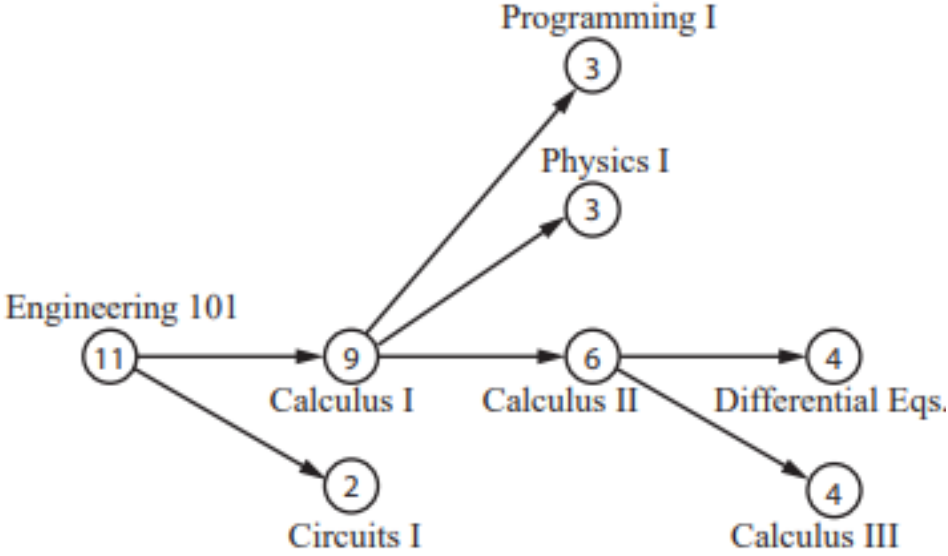 Programming I
3
Physics I
3
Engineering 101
11
9
6
4
Calculus I
Calculus II
Differential Eqs.
2
4
Circuits I
Calculus III